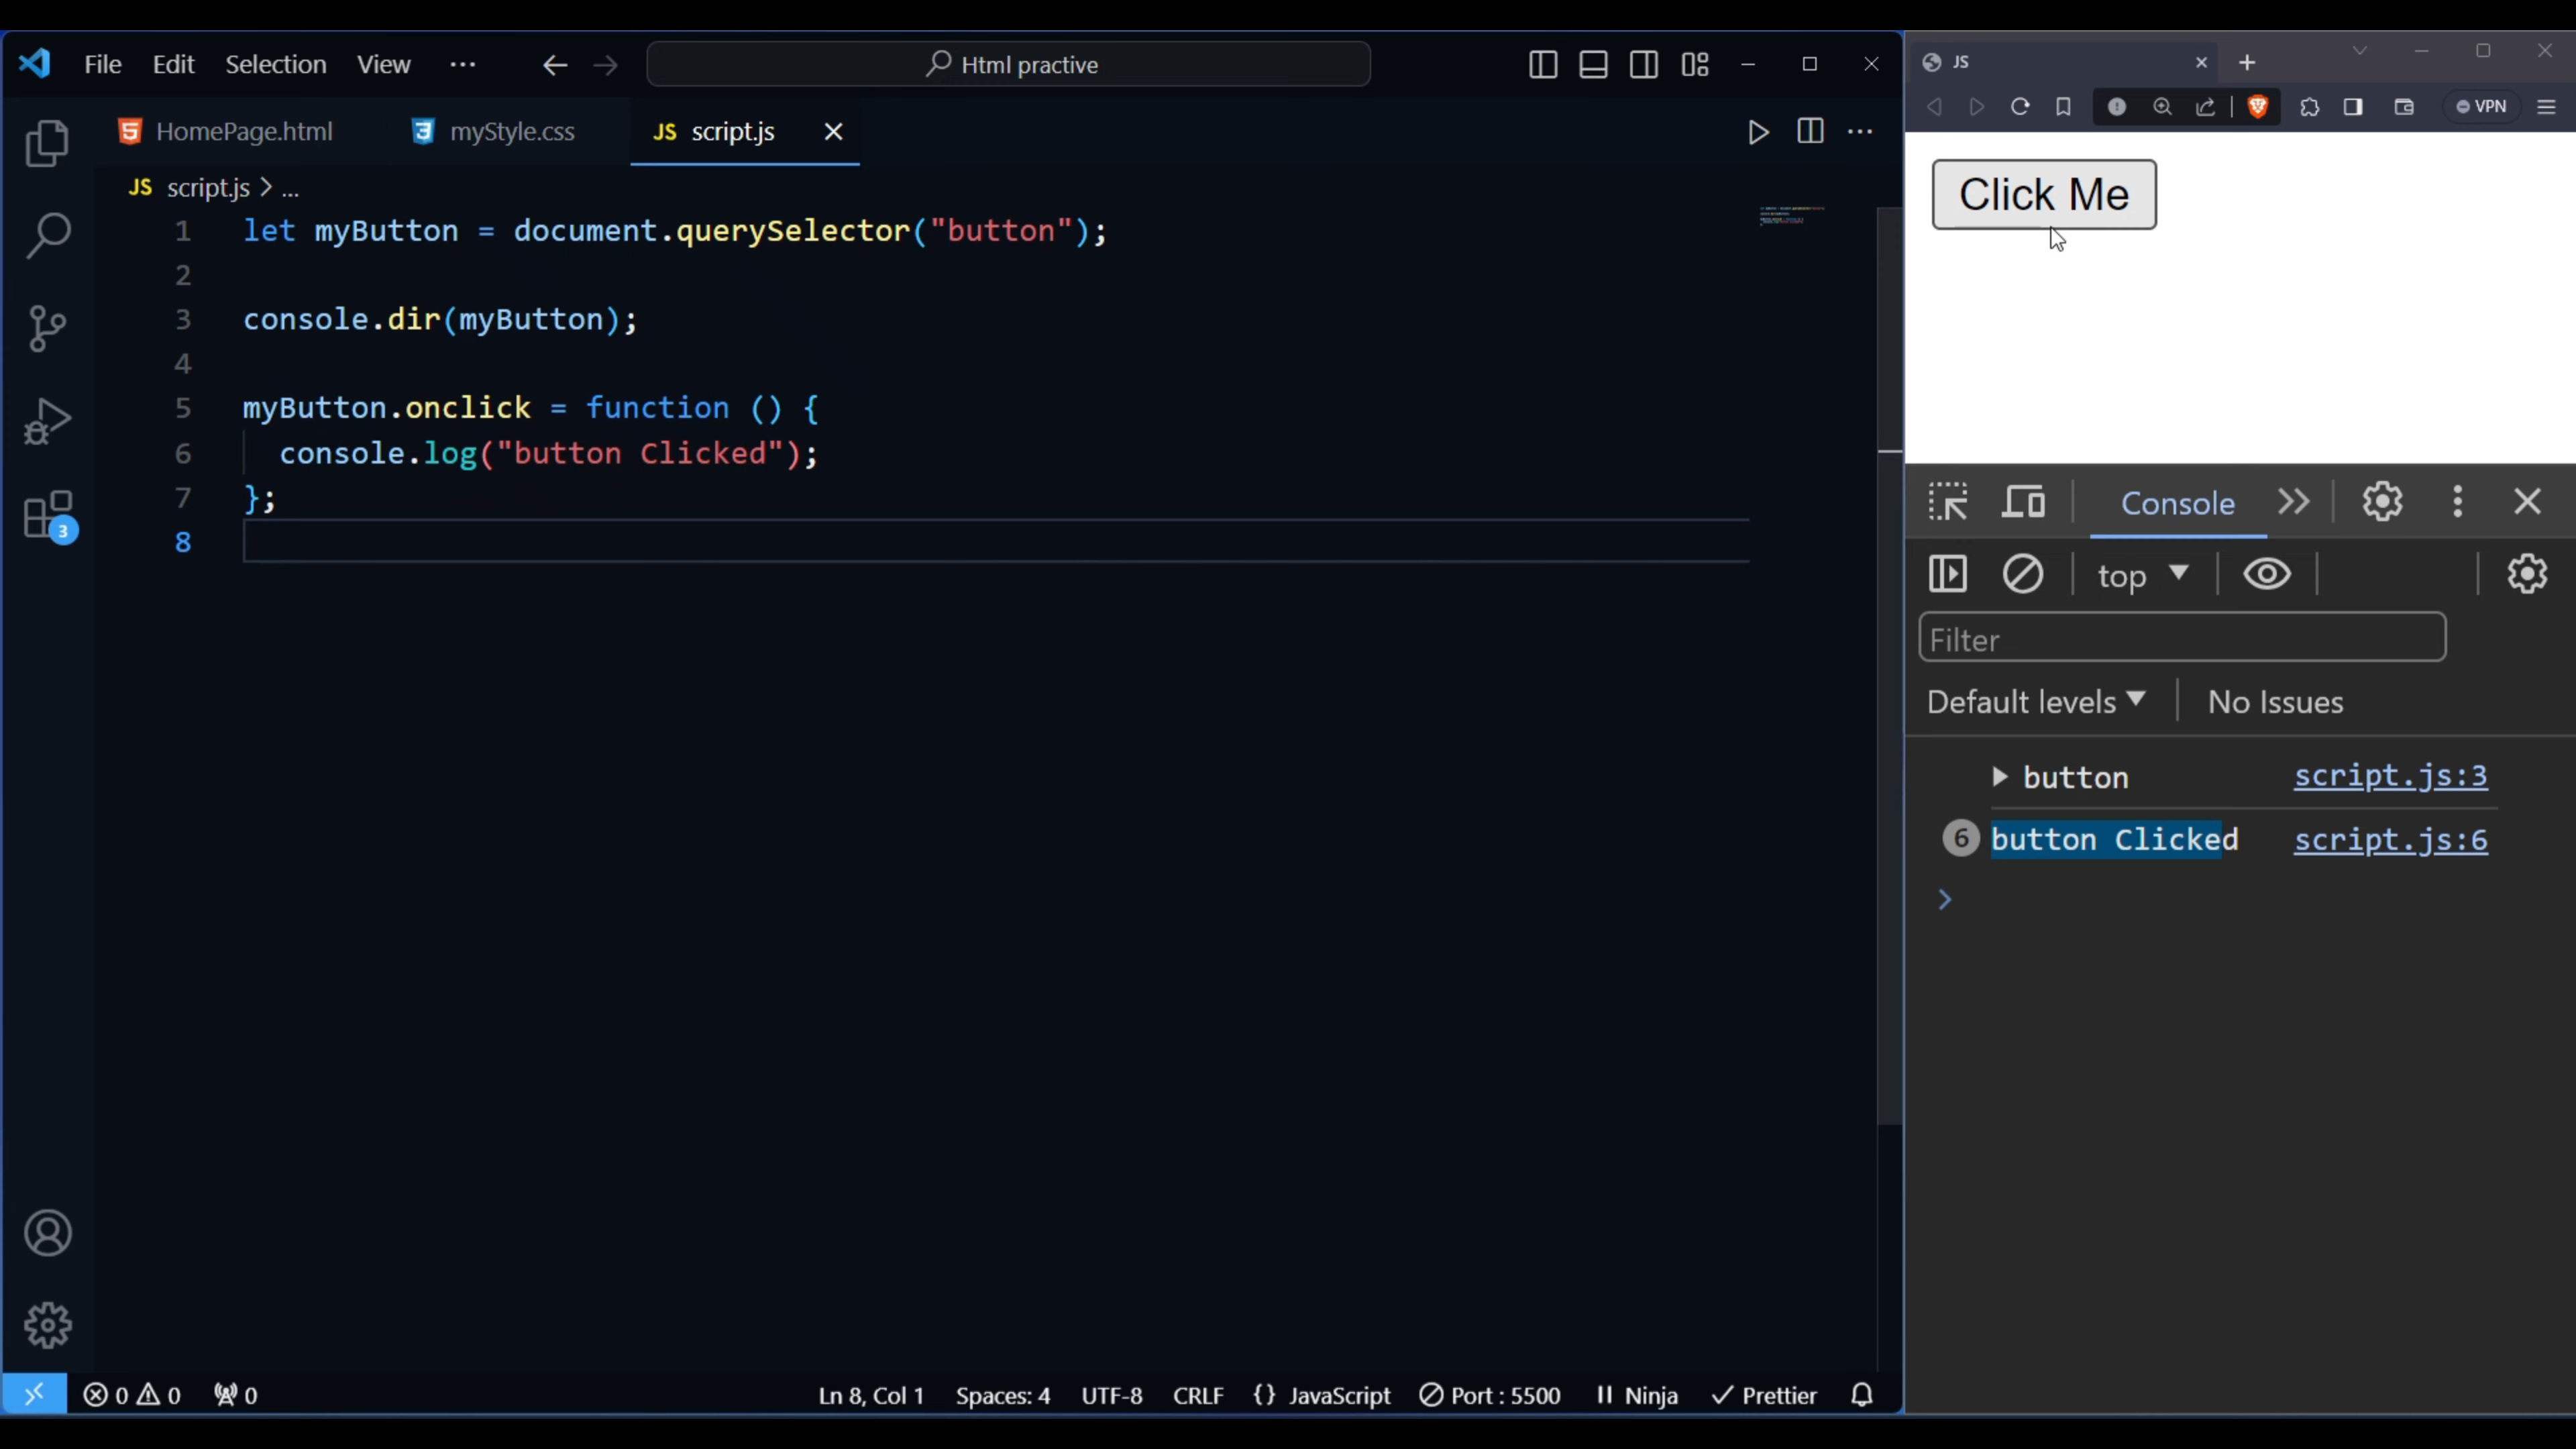 File Edit Selection View ··· Html practive
HomePage.html myStyle.css JS script.js
JS script.js > ...
1 let myButton = document.querySelector("button");
2
3 console.dir(myButton);
4
5 myButton.onclick = function () {
6 console.log("button Clicked");
7 };
8
3
0 0 0 Ln 8, Col 1 Spaces: 4 UTF-8 CRLF {} JavaScript Port : 5500 Ninja Prettier
JS
VPN
Click Me
Console
top
Filter
Default levels No Issues
button script.js:3
6 button Clicked script.js:6